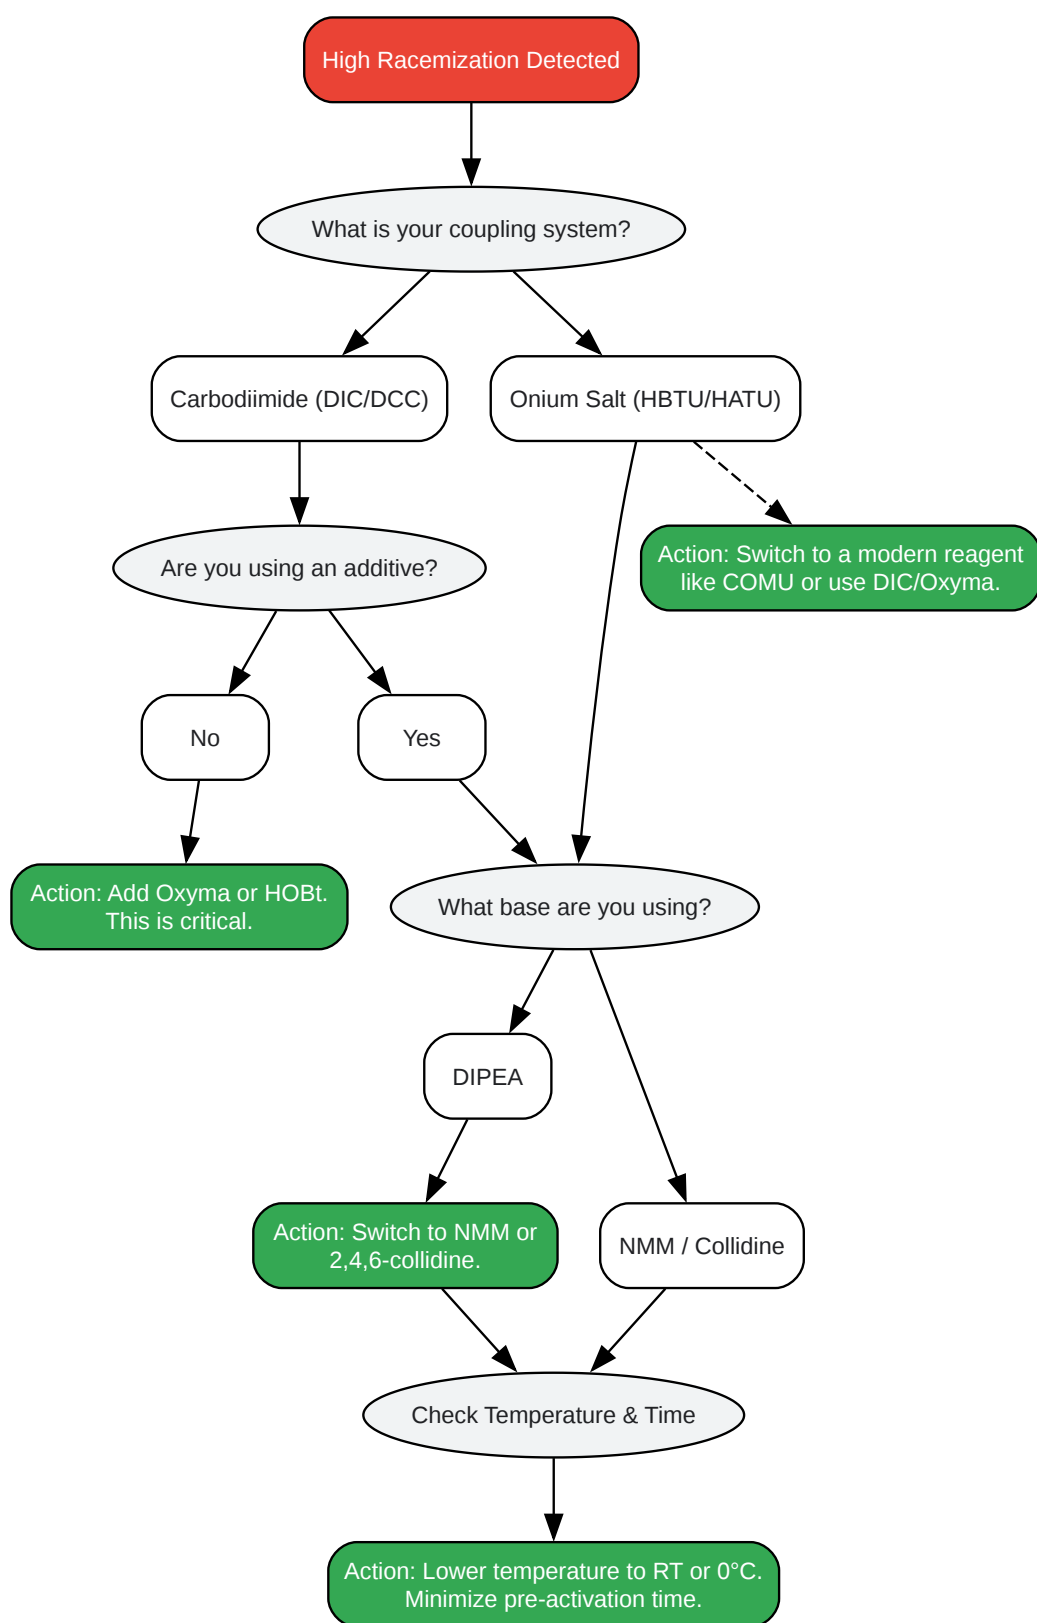 High Racemization Detected
What is your coupling system?
Carbodiimide (DIC/DCC)
Onium Salt (HBTU/HATU)
Are you using an additive?
Action: Switch to a modern reagent
like COMU or use DIC/Oxyma.
No
Yes
Action: Add Oxyma or HOBt.
This is critical.
What base are you using?
DIPEA
Action: Switch to NMM or
2,4,6-collidine.
NMM / Collidine
Check Temperature & Time
Action: Lower temperature to RT or 0°C.
Minimize pre-activation time.